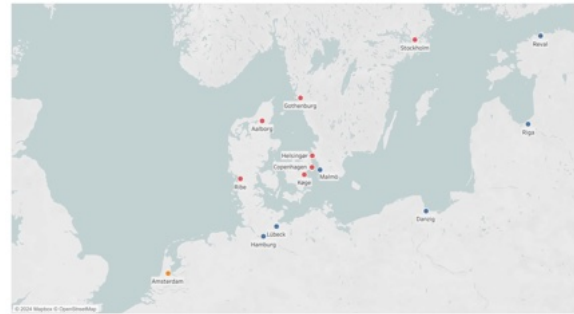 Stockholm
Reval
Gothenburg
Aalborg
Riga
Helsingør
Copenhagen
Malmö
Køge
Ribe
Danzig
Lübeck
Hamburg
Amsterdam
© 2024 Mapbox © OpenStreetMap